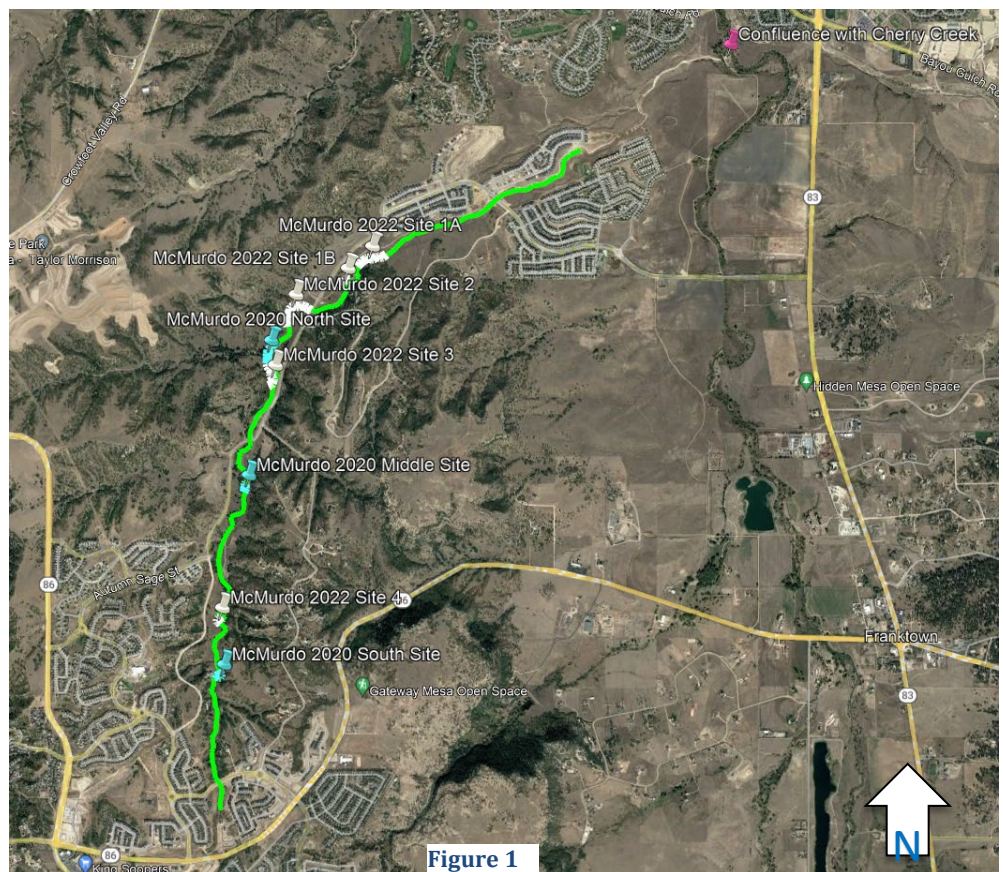 Confluence with Cherry Creek
Bayou Gulch Rd
Crowfoot Valley Rd
83
McMurdo 2022 Site 1A
e Park
a - Taylor Morrison
McMurdo 2022 Site 1B
McMurdo 2022 Site 2
McMurdo 2020 North Site
McMurdo 2022 Site 3
Hidden Mesa Open Space
McMurdo 2020 Middle Site
86
Autumn Sage St
McMurdo 2022 Site 4
86
Franktown
McMurdo 2020 South Site
Gateway Mesa Open Space
83
N
86
King Soopers
Figure 1